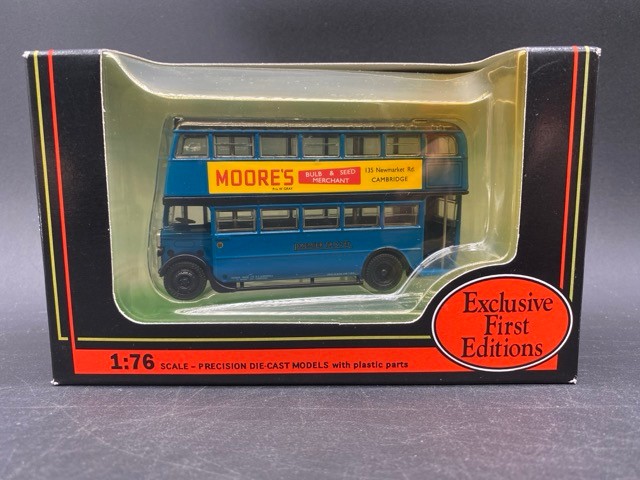 MOORE'S
BULB & SEED
MERCHANT
135 Newmarket Rd
CAMBRIDGE
Exclusive
First
Editions
1:76 SCALE – PRECISION DIE-CAST MODELS with plastic parts